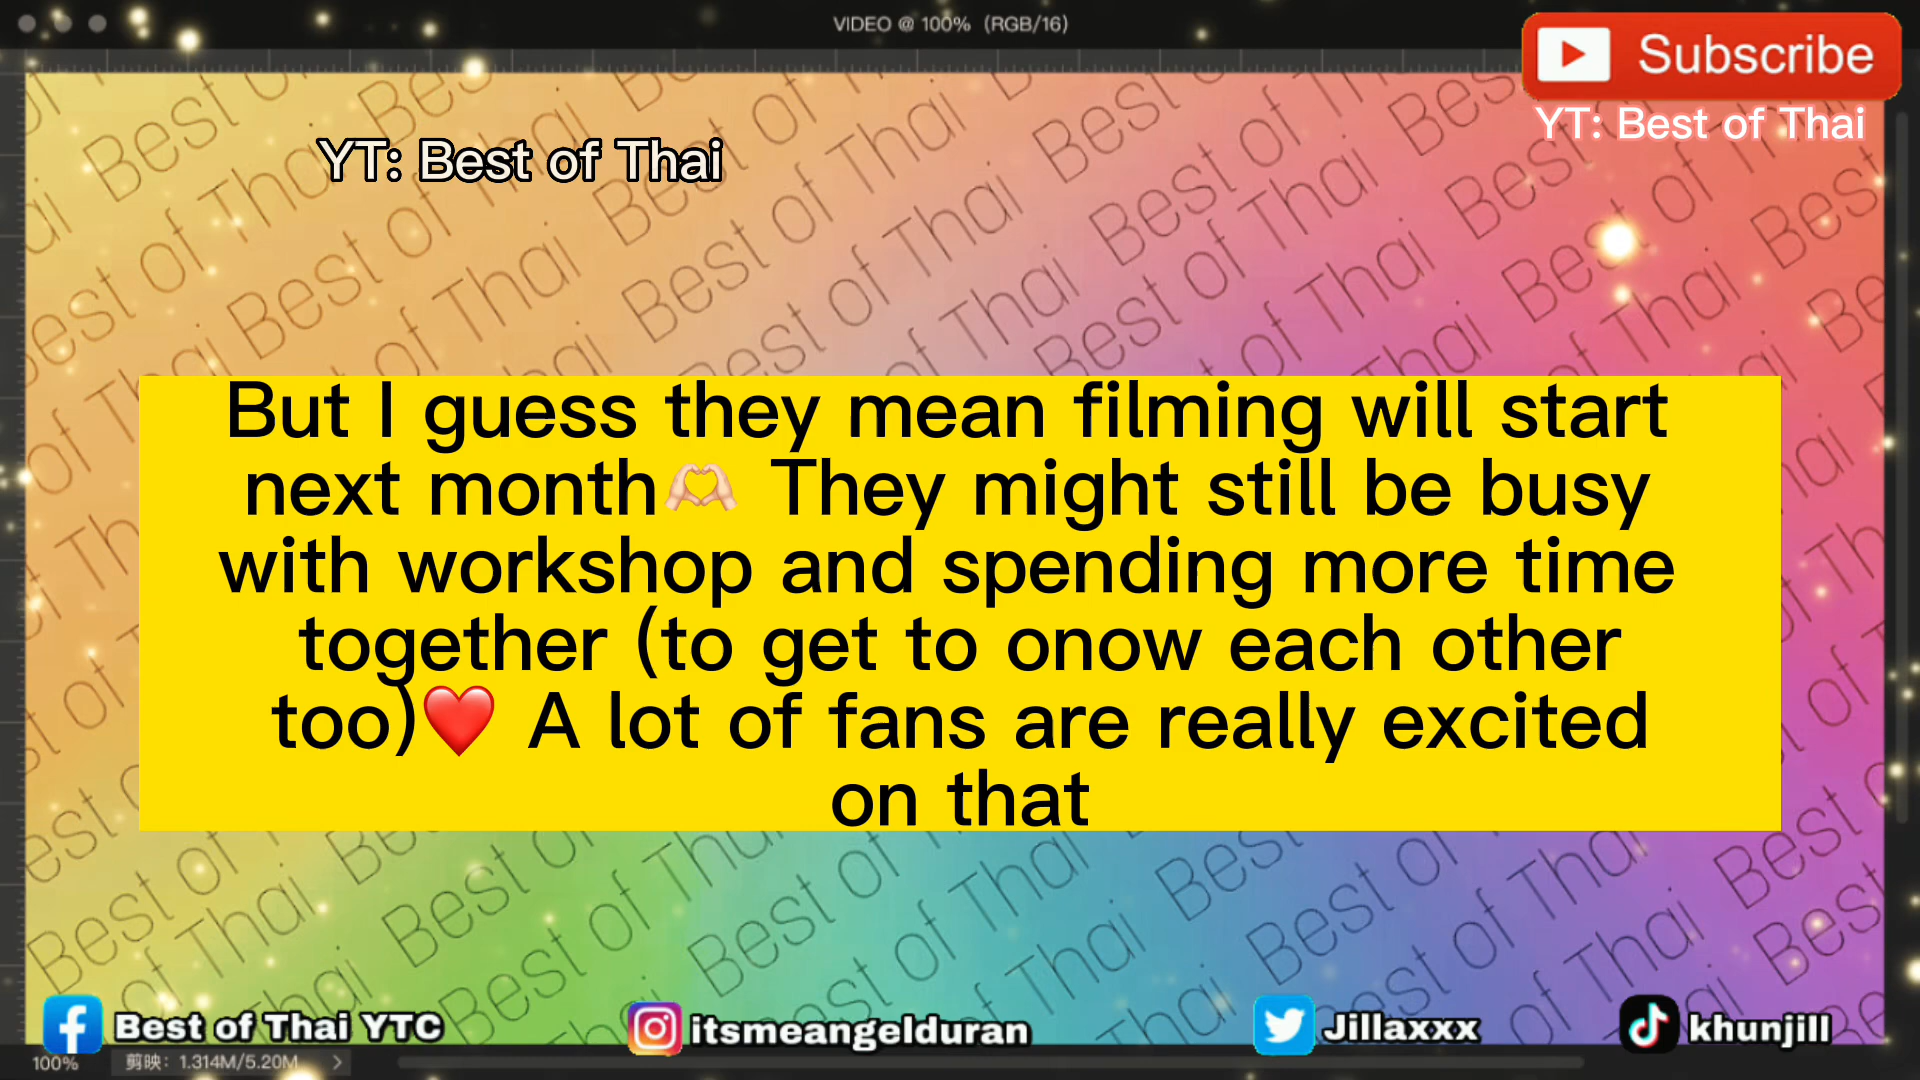 VIDEO @ 100% (RGB/16)
Subscribe
YT: Best of Thai
YT: Best of Thai
But I guess they mean filming will start
next month🫶🏻 They might still be busy
with workshop and spending more time
together (to get to onow each other
too)❤️ A lot of fans are really excited
on that
Best of Thai YTC
itsmeangelduran
Jillaxxx
khunjill
100%
剪映: 1.314M/5.20M >